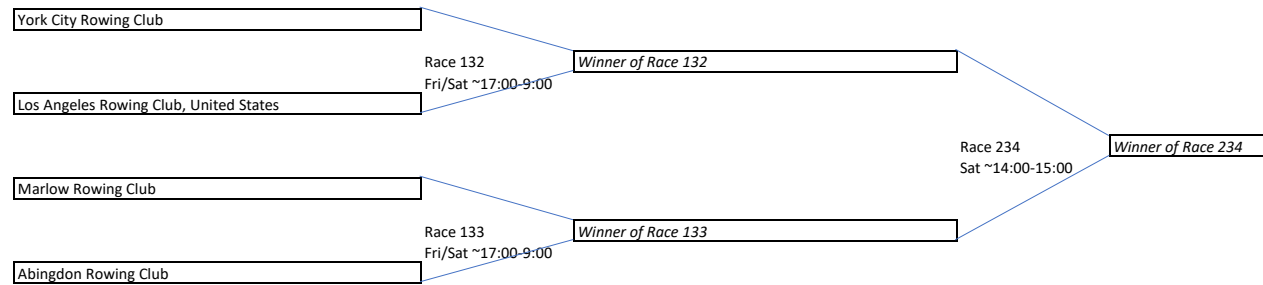 York City Rowing Club
Race 132
Fri/Sat ~17:00-9:00
Winner of Race 132
Los Angeles Rowing Club, United States
Race 234
Sat ~14:00-15:00
Winner of Race 234
Marlow Rowing Club
Race 133
Fri/Sat ~17:00-9:00
Winner of Race 133
Abingdon Rowing Club